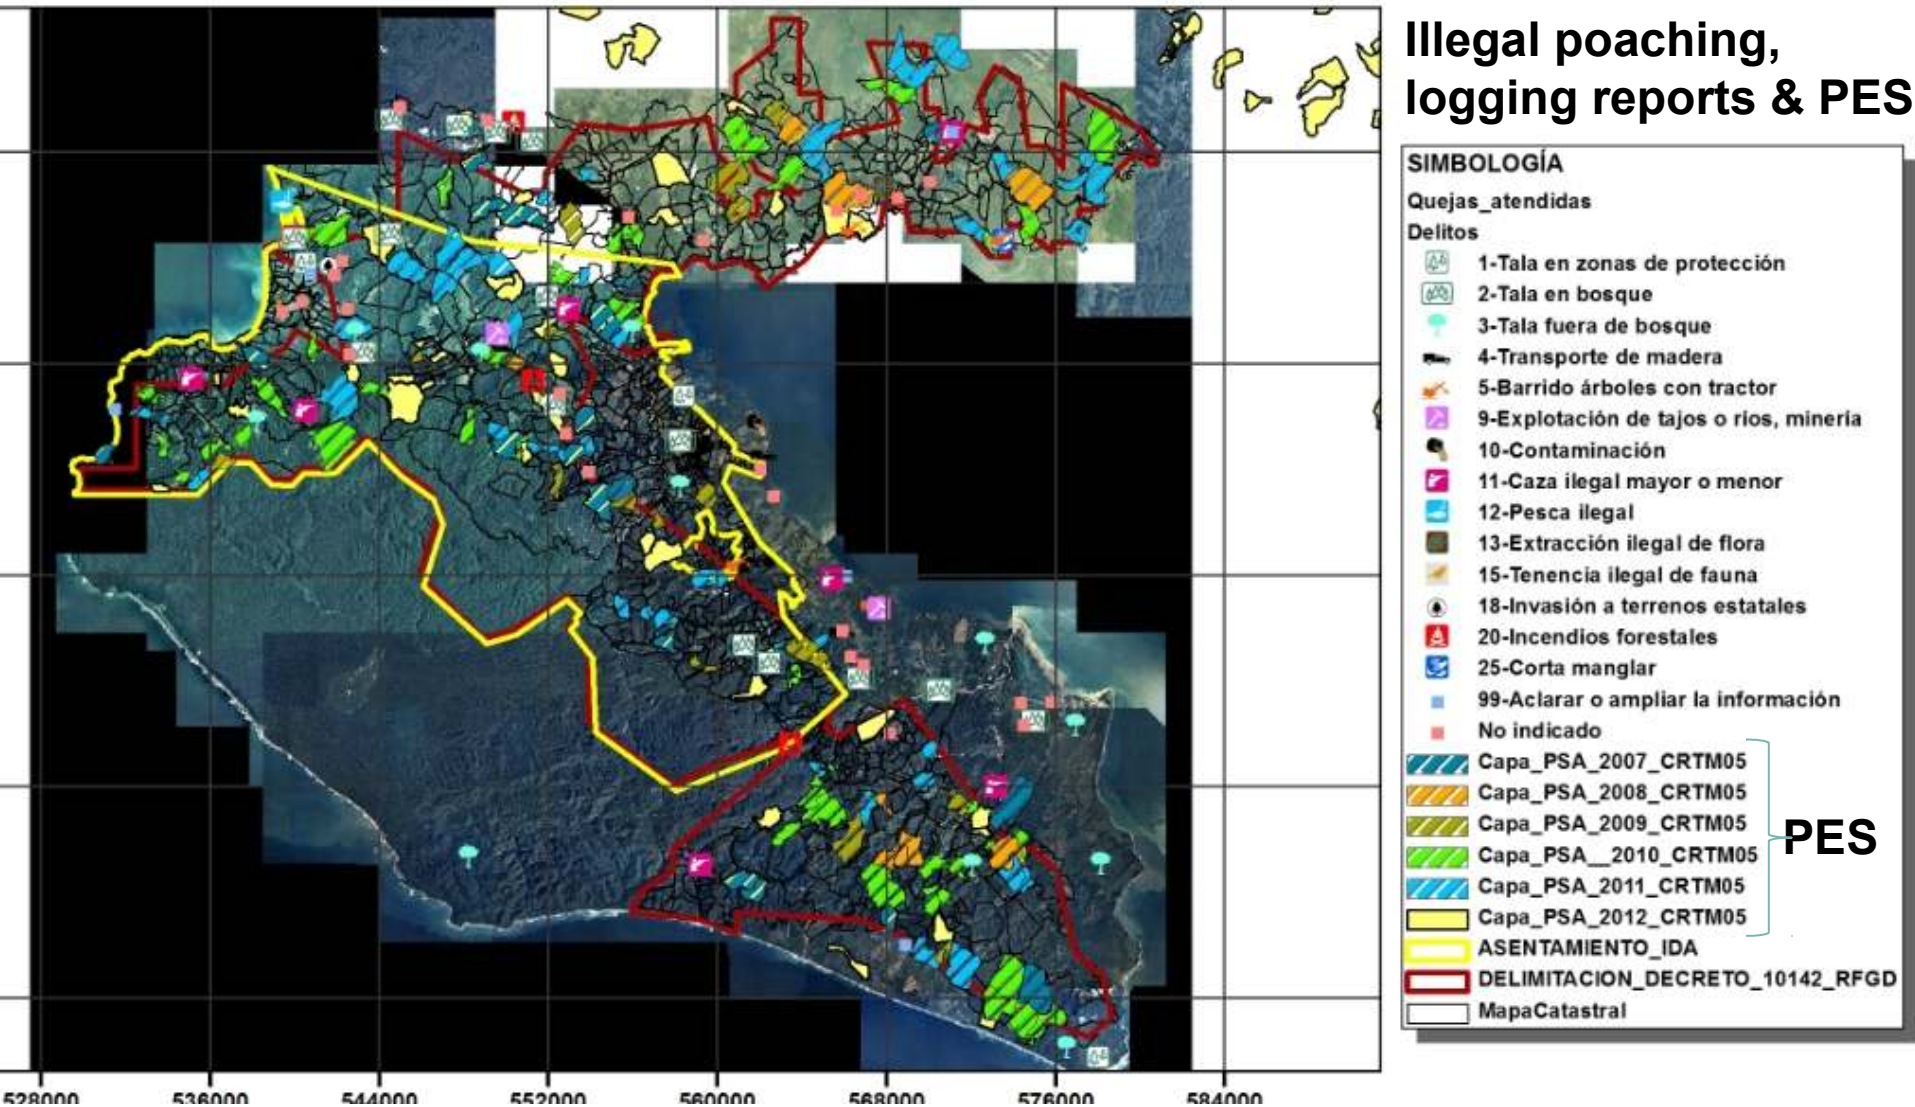 Illegal poaching,
logging reports & PES
SIMBOLOGÍA
Quejas_atendidas
Delitos
1-Tala en zonas de protección
2-Tala en bosque
3-Tala fuera de bosque
4-Transporte de madera
5-Barrido árboles con tractor
9-Explotación de tajos o ríos, minería
10-Contaminación
11-Caza ilegal mayor o menor
12-Pesca ilegal
13-Extracción ilegal de flora
15-Tenencia ilegal de fauna
18-Invasión a terrenos estatales
20-Incendios forestales
25-Corta manglar
99-Aclarar o ampliar la información
No indicado
Capa_PSA_2007_CRTM05
Capa_PSA_2008_CRTM05
Capa_PSA_2009_CRTM05
Capa_PSA__2010_CRTM05
Capa_PSA_2011_CRTM05
Capa_PSA_2012_CRTM05
PES
ASENTAMIENTO_IDA
DELIMITACION_DECRETO_10142_RFGD
MapaCatastral
528000 536000 544000 552000 560000 568000 576000 584000